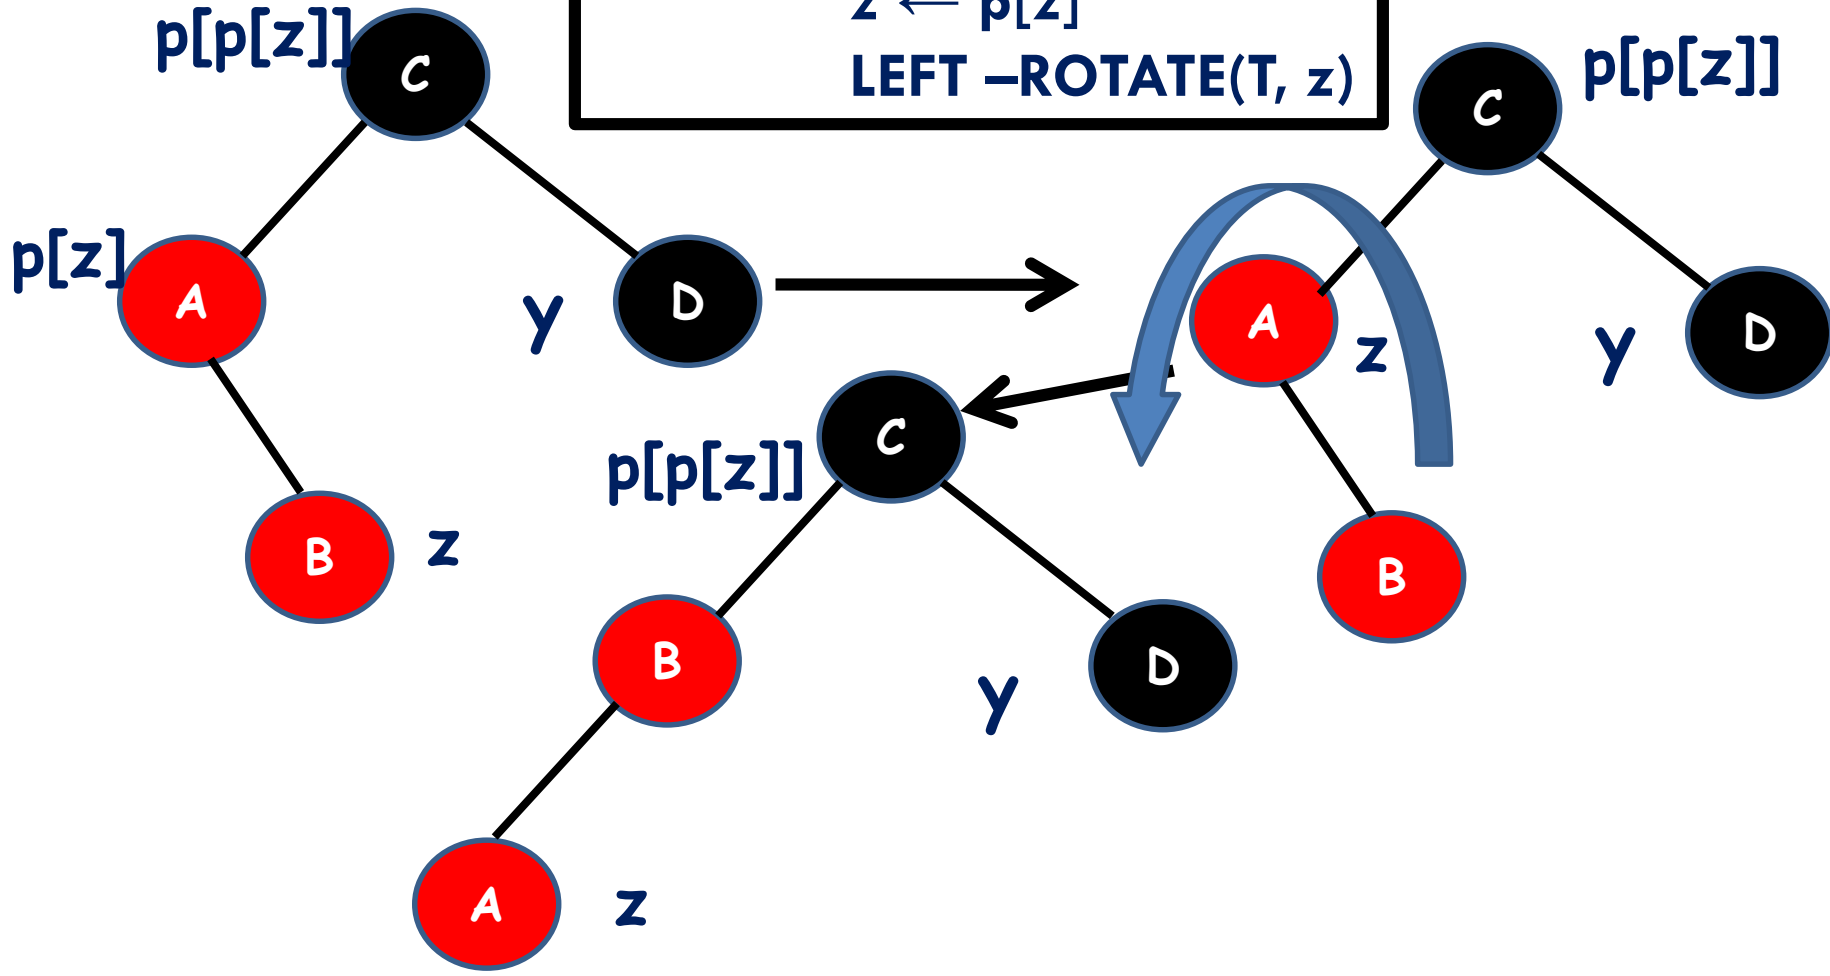 z ← p[z]
LEFT –ROTATE(T, z)
p[p[z]]
C
p[z]
A
y
D
B
z
C
p[p[z]]
A
z
y
D
B
C
p[p[z]]
B
y
D
A
z